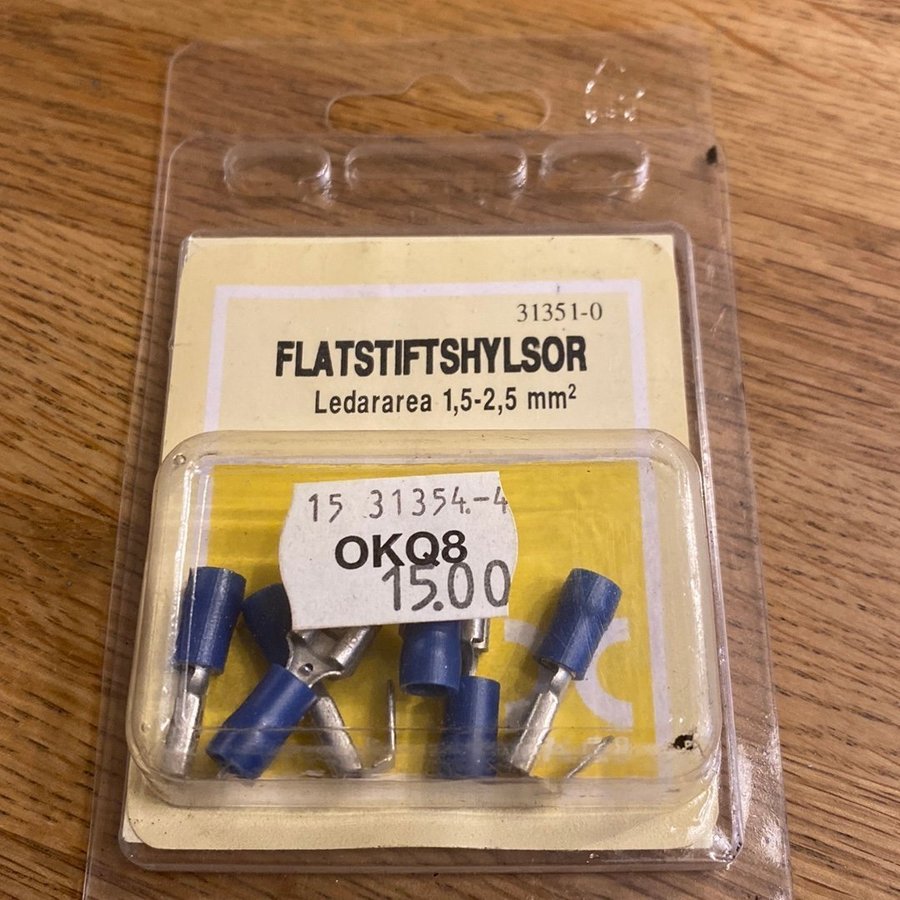 31351-0
FLATSTIFTSHYLSOR
Ledararea 1,5-2,5 mm²
15 31354.-4
OKQ8
15.00